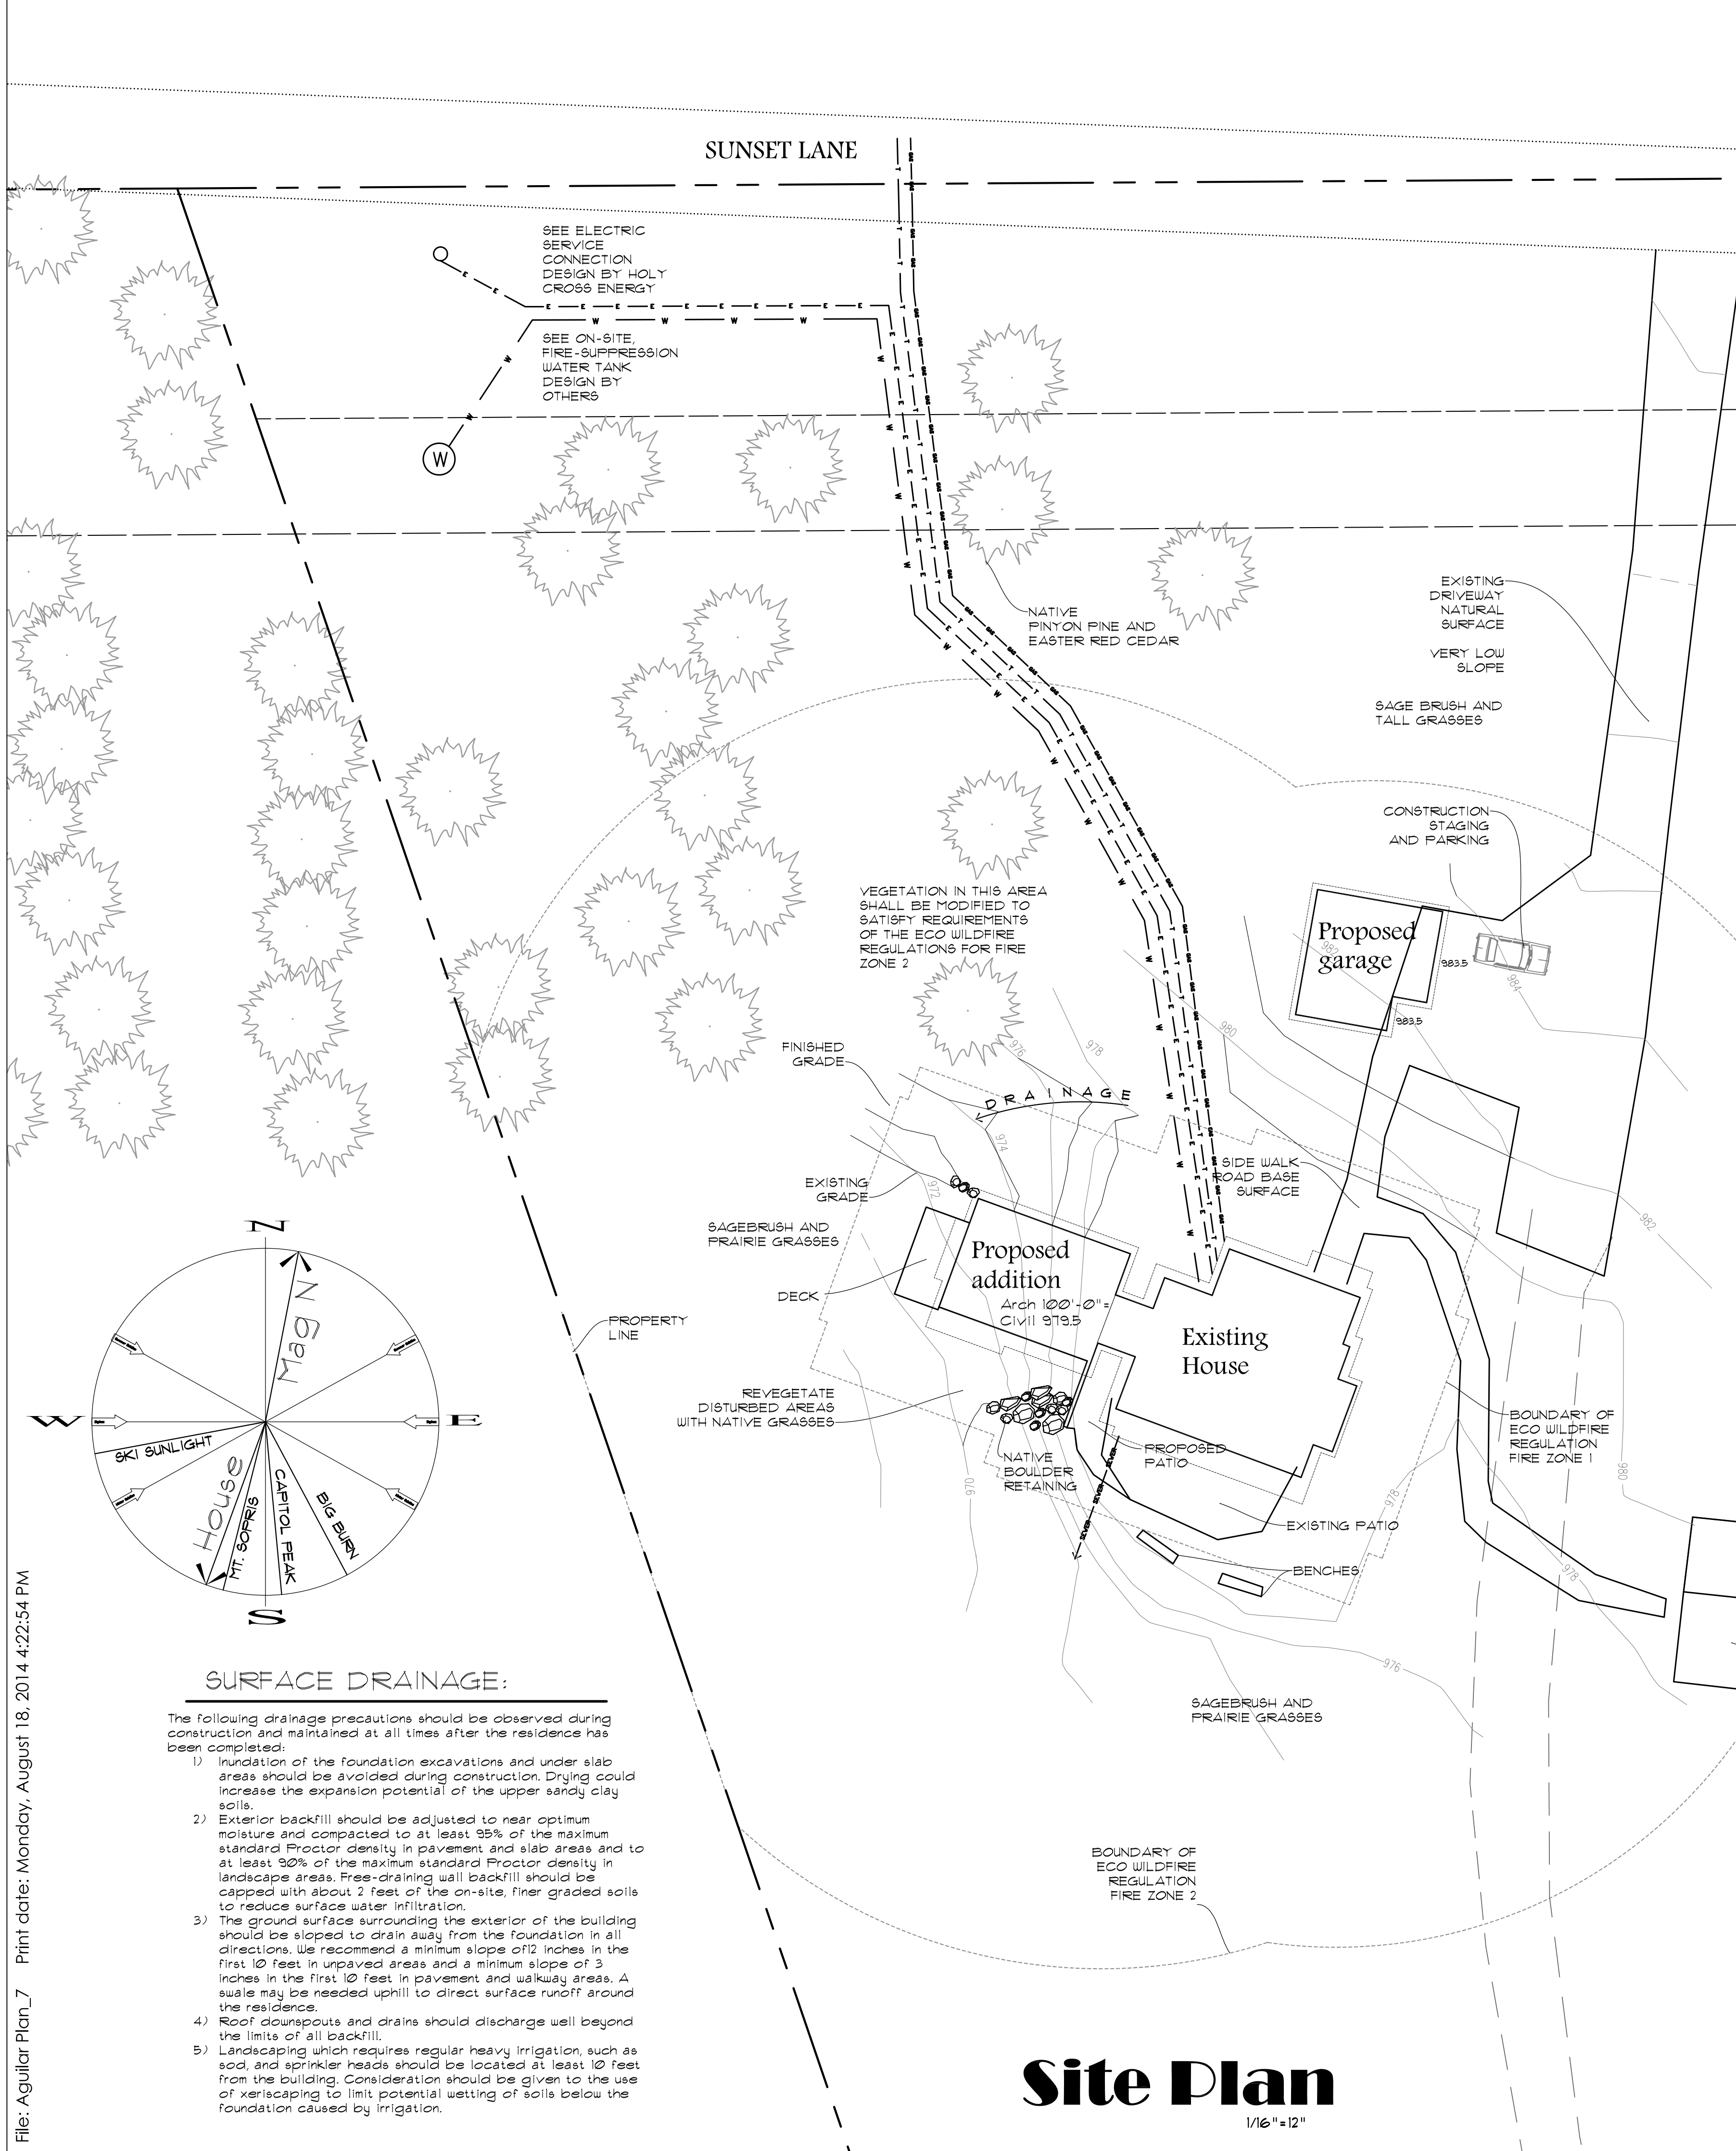 SUNSET LANE
SEE ELECTRIC
SERVICE
CONNECTION
DESIGN BY HOLY
CROSS ENERGY
SEE ON-SITE,
FIRE-SUPPRESSION
WATER TANK
DESIGN BY
OTHERS
W
NATIVE
PINYON PINE AND
EASTER RED CEDAR
EXISTING
DRIVEWAY
NATURAL
SURFACE
VERY LOW
SLOPE
SAGE BRUSH AND
TALL GRASSES
CONSTRUCTION
STAGING
AND PARKING
VEGETATION IN THIS AREA
SHALL BE MODIFIED TO
SATISFY REQUIREMENTS
OF THE ECO WILDFIRE
REGULATIONS FOR FIRE
ZONE 2
Proposed
garage
982
983.5
983.5
984
980
978
976
974
972
FINISHED
GRADE
DRAINAGE
EXISTING
GRADE
SIDE WALK
ROAD BASE
SURFACE
982
SAGEBRUSH AND
PRAIRIE GRASSES
Proposed
addition
Arch 100'-0"=
Civil 979.5
DECK
Existing
House
PROPERTY
LINE
REVEGETATE
DISTURBED AREAS
WITH NATIVE GRASSES
NATIVE
BOULDER
RETAINING
PROPOSED
PATIO
BOUNDARY OF
ECO WILDFIRE
REGULATION
FIRE ZONE 1
980
970
978
SEWER
SEWER
SEWER
EXISTING PATIO
BENCHES
978
976
SAGEBRUSH AND
PRAIRIE GRASSES
BOUNDARY OF
ECO WILDFIRE
REGULATION
FIRE ZONE 2
N
Mag N
W
E
SKI SUNLIGHT
House
MT. SOPRIS
CAPITOL PEAK
BIG BURN
S
SURFACE DRAINAGE:
The following drainage precautions should be observed during
construction and maintained at all times after the residence has
been completed:
1) Inundation of the foundation excavations and under slab
areas should be avoided during construction. Drying could
increase the expansion potential of the upper sandy clay
soils.
2) Exterior backfill should be adjusted to near optimum
moisture and compacted to at least 95% of the maximum
standard Proctor density in pavement and slab areas and to
at least 90% of the maximum standard Proctor density in
landscape areas. Free-draining wall backfill should be
capped with about 2 feet of the on-site, finer graded soils
to reduce surface water infiltration.
3) The ground surface surrounding the exterior of the building
should be sloped to drain away from the foundation in all
directions. We recommend a minimum slope of12 inches in the
first 10 feet in unpaved areas and a minimum slope of 3
inches in the first 10 feet in pavement and walkway areas. A
swale may be needed uphill to direct surface runoff around
the residence.
4) Roof downspouts and drains should discharge well beyond
the limits of all backfill.
5) Landscaping which requires regular heavy irrigation, such as
sod, and sprinkler heads should be located at least 10 feet
from the building. Consideration should be given to the use
of xeriscaping to limit potential wetting of soils below the
foundation caused by irrigation.
Site Plan
1/16"=12"
File: Aguilar Plan_7 Print date: Monday, August 18, 2014 4:22:54 PM